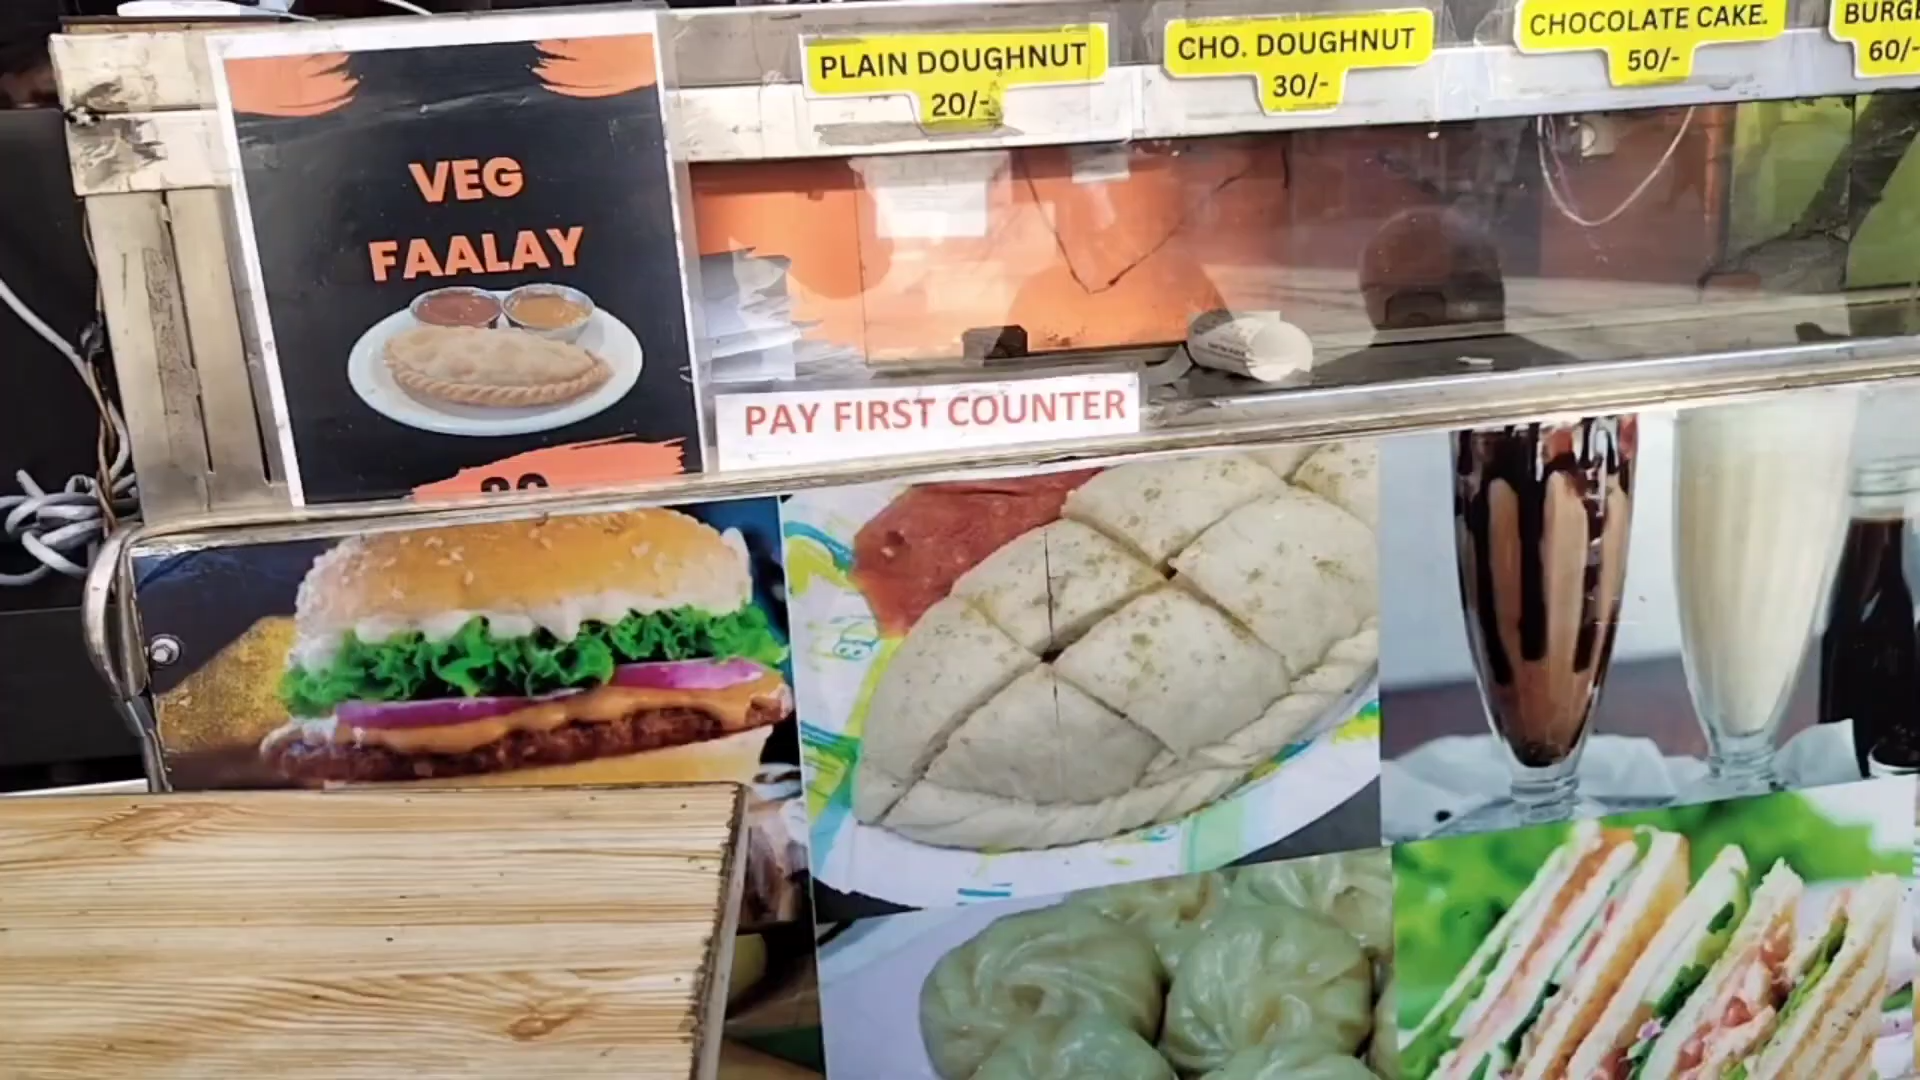 VEG
FAALAY
PLAIN DOUGHNUT
20/-
CHO. DOUGHNUT
30/-
CHOCOLATE CAKE.
50/-
60/-
PAY FIRST COUNTER